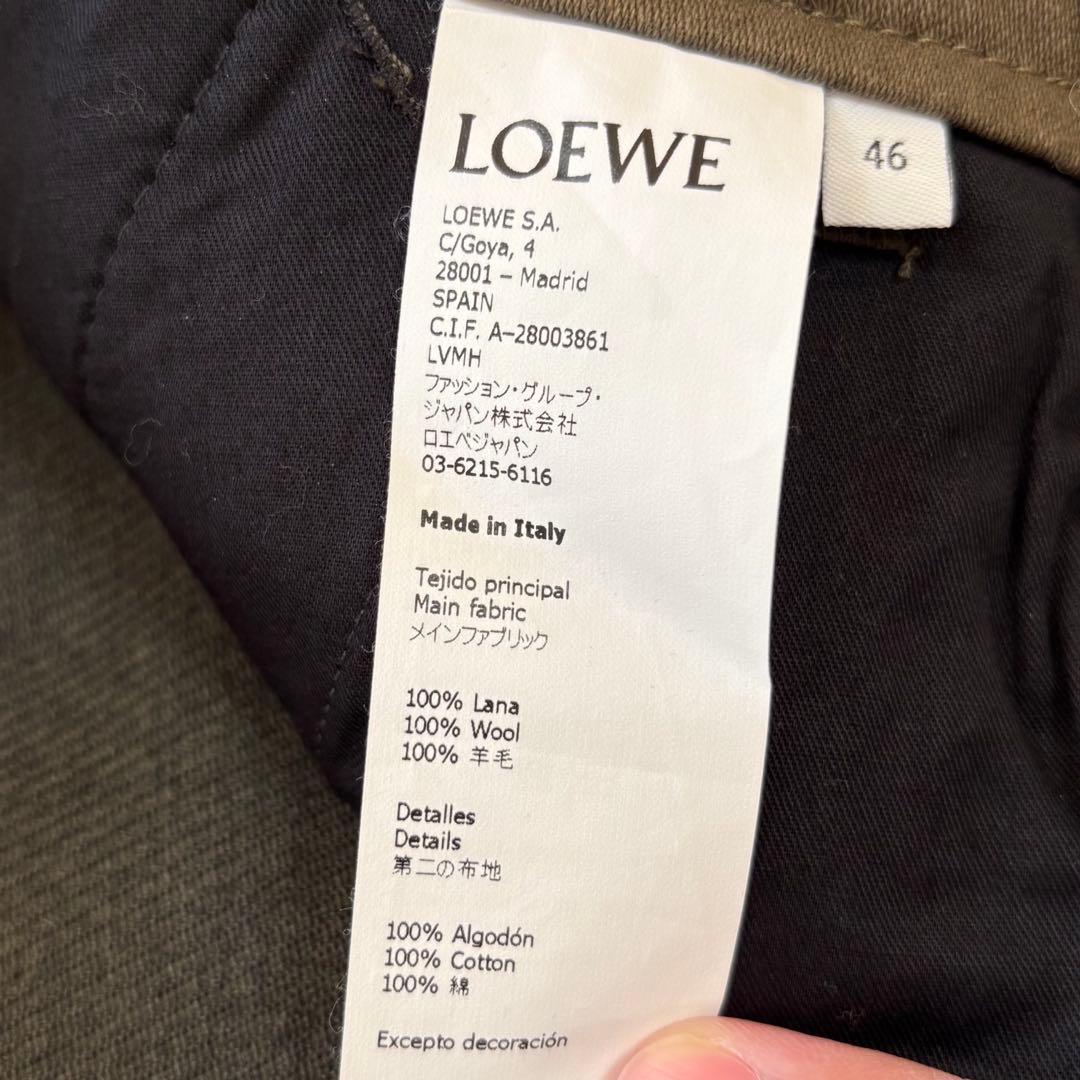 LOEWE
46
LOEWE S.A.
C/Goya, 4
28001 – Madrid
SPAIN
C.I.F. A–28003861
LVMH
ファッション・グループ・
ジャパン株式会社
ロエベジャパン
03-6215-6116
Made in Italy
Tejido principal
Main fabric
メインファブリック
100% Lana
100% Wool
100% 羊毛
Detalles
Details
第二の布地
100% Algodón
100% Cotton
100% 綿
Excepto decoración